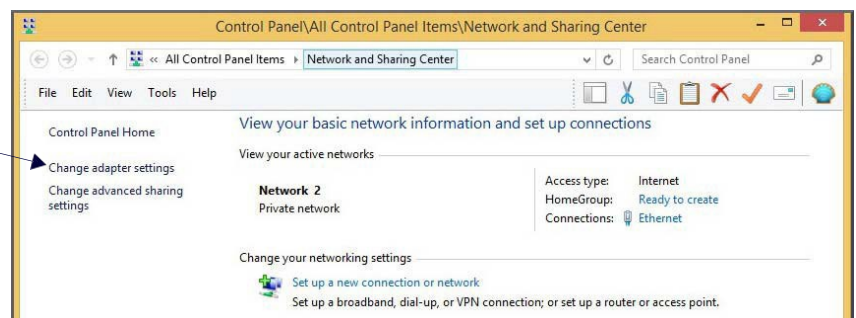 Control Panel\All Control Panel Items\Network and Sharing Center
« All Control Panel Items ▸ Network and Sharing Center
Search Control Panel
File Edit View Tools Help
Control Panel Home
Change adapter settings
Change advanced sharing
settings
View your basic network information and set up connections
View your active networks
Network 2
Private network
Access type: Internet
HomeGroup: Ready to create
Connections: Ethernet
Change your networking settings
Set up a new connection or network
Set up a broadband, dial-up, or VPN connection; or set up a router or access point.